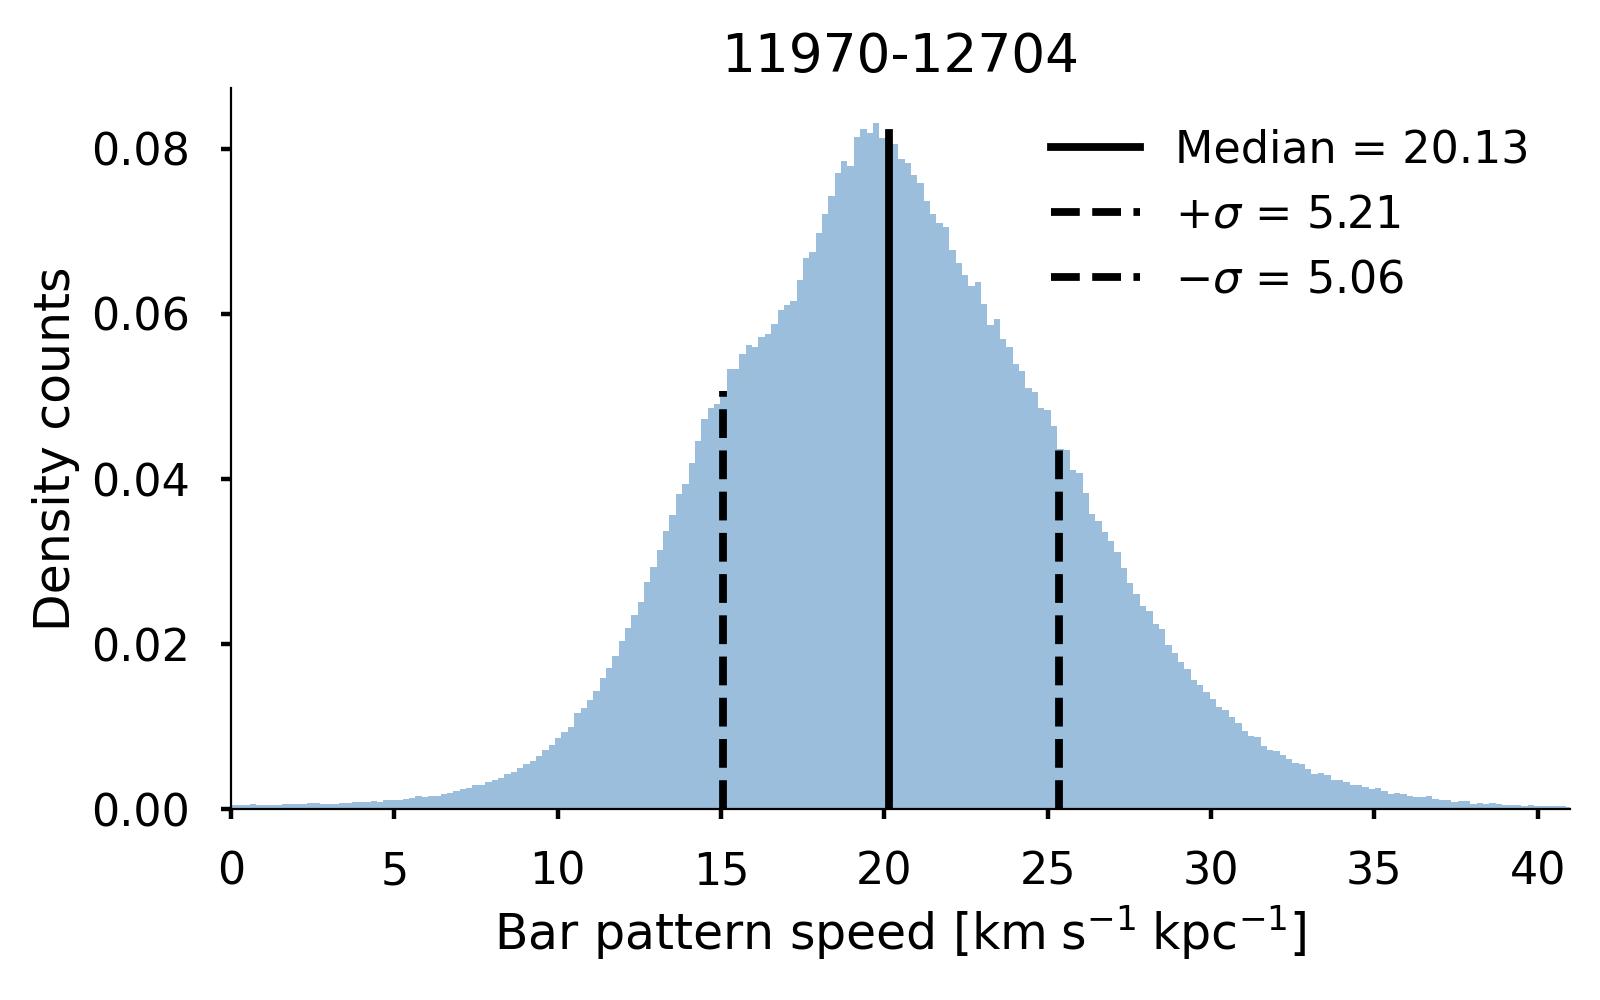 11970-12704
Median = 20.13
+σ = 5.21
−σ = 5.06
Density counts
0.08
0.06
0.04
0.02
0.00
0 5 10 15 20 25 30 35 40
Bar pattern speed [km s⁻¹ kpc⁻¹]